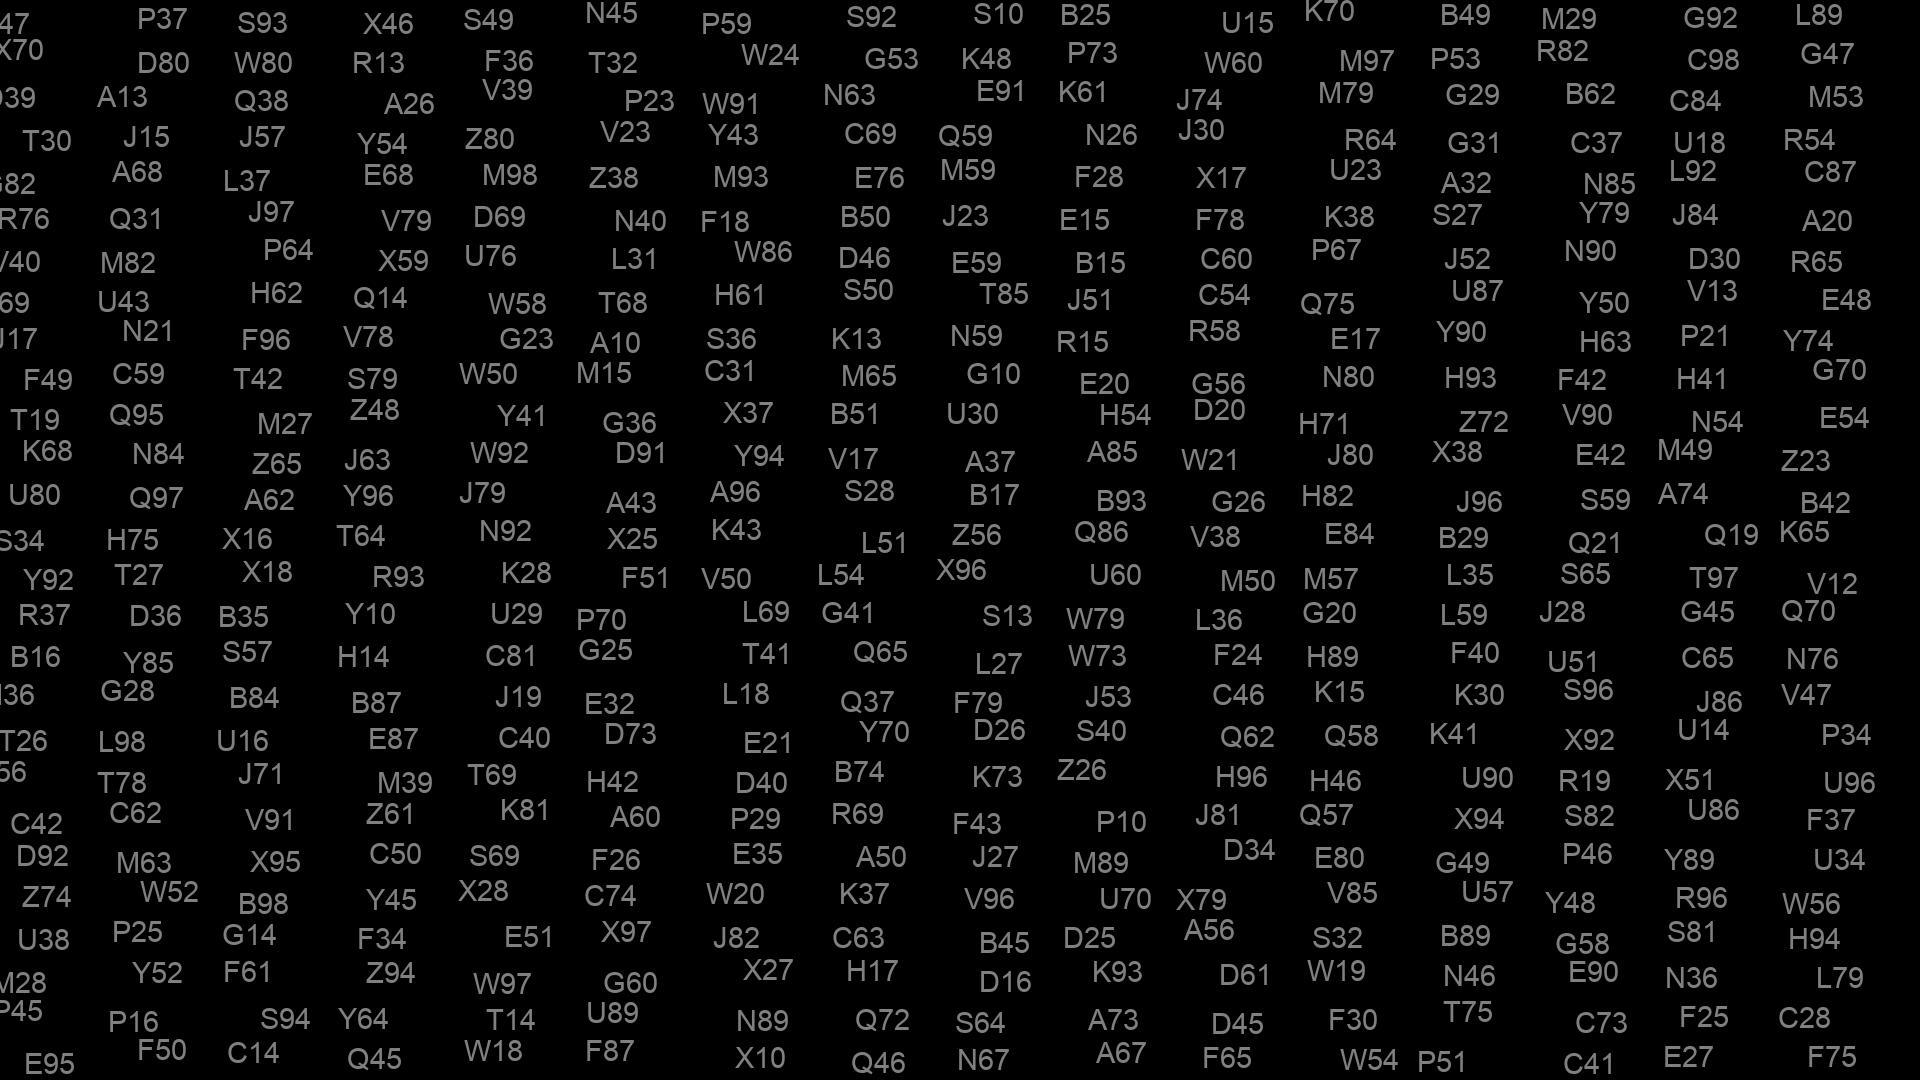 47 P37 S93 X46 S49 N45 P59 S92 S10 B25 U15 K70 B49 M29 G92 L89
X70 D80 W80 R13 F36 T32 W24 G53 K48 P73 W60 M97 P53 R82 C98 G47
39 A13 Q38 A26 V39 P23 W91 N63 E91 K61 J74 M79 G29 B62 C84 M53
T30 J15 J57 Y54 Z80 V23 Y43 C69 Q59 N26 J30 R64 G31 C37 U18 R54
82 A68 L37 E68 M98 Z38 M93 E76 M59 F28 X17 U23 A32 N85 L92 C87
R76 Q31 J97 V79 D69 N40 F18 B50 J23 E15 F78 K38 S27 Y79 J84 A20
V40 M82 P64 X59 U76 L31 W86 D46 E59 B15 C60 P67 J52 N90 D30 R65
69 U43 H62 Q14 W58 T68 H61 S50 T85 J51 C54 Q75 U87 Y50 V13 E48
17 N21 F96 V78 G23 A10 S36 K13 N59 R15 R58 E17 Y90 H63 P21 Y74
F49 C59 T42 S79 W50 M15 C31 M65 G10 E20 G56 N80 H93 F42 H41 G70
T19 Q95 M27 Z48 Y41 G36 X37 B51 U30 H54 D20 H71 Z72 V90 N54 E54
K68 N84 Z65 J63 W92 D91 Y94 V17 A37 A85 W21 J80 X38 E42 M49 Z23
U80 Q97 A62 Y96 J79 A43 A96 S28 B17 B93 G26 H82 J96 S59 A74 B42
S34 H75 X16 T64 N92 X25 K43 L51 Z56 Q86 V38 E84 B29 Q21 Q19 K65
Y92 T27 X18 R93 K28 F51 V50 L54 X96 U60 M50 M57 L35 S65 T97 V12
R37 D36 B35 Y10 U29 P70 L69 G41 S13 W79 L36 G20 L59 J28 G45 Q70
B16 Y85 S57 H14 C81 G25 T41 Q65 L27 W73 F24 H89 F40 U51 C65 N76
36 G28 B84 B87 J19 E32 L18 Q37 F79 J53 C46 K15 K30 S96 J86 V47
T26 L98 U16 E87 C40 D73 E21 Y70 D26 S40 Q62 Q58 K41 X92 U14 P34
56 T78 J71 M39 T69 H42 D40 B74 K73 Z26 H96 H46 U90 R19 X51 U96
C42 C62 V91 Z61 K81 A60 P29 R69 F43 P10 J81 Q57 X94 S82 U86 F37
D92 M63 X95 C50 S69 F26 E35 A50 J27 M89 D34 E80 G49 P46 Y89 U34
Z74 W52 B98 Y45 X28 C74 W20 K37 V96 U70 X79 V85 U57 Y48 R96 W56
U38 P25 G14 F34 E51 X97 J82 C63 B45 D25 A56 S32 B89 G58 S81 H94
M28 Y52 F61 Z94 W97 G60 X27 H17 D16 K93 D61 W19 N46 E90 N36 L79
P45 P16 S94 Y64 T14 U89 N89 Q72 S64 A73 D45 F30 T75 C73 F25 C28
E95 F50 C14 Q45 W18 F87 X10 Q46 N67 A67 F65 W54 P51 C41 E27 F75